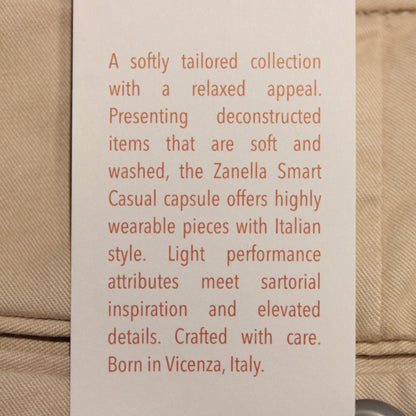 A softly tailored collection
with a relaxed appeal.
Presenting deconstructed
items that are soft and
washed, the Zanella Smart
Casual capsule offers highly
wearable pieces with Italian
style. Light performance
attributes meet sartorial
inspiration and elevated
details. Crafted with care.
Born in Vicenza, Italy.